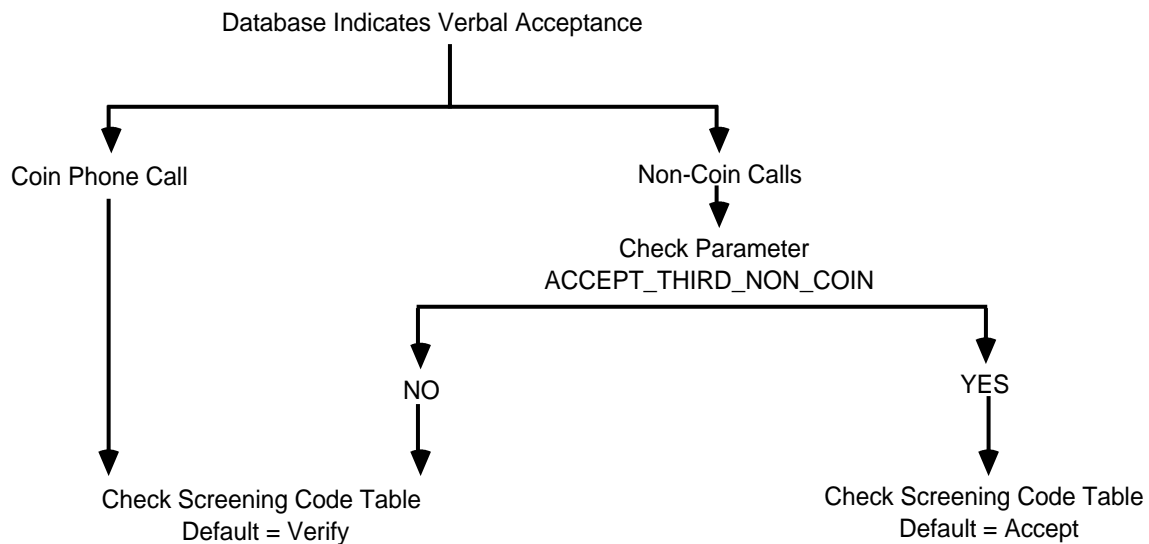 Database Indicates Verbal Acceptance
Coin Phone Call
Non-Coin Calls
Check Parameter
ACCEPT_THIRD_NON_COIN
NO
YES
Check Screening Code Table
Default = Verify
Check Screening Code Table
Default = Accept